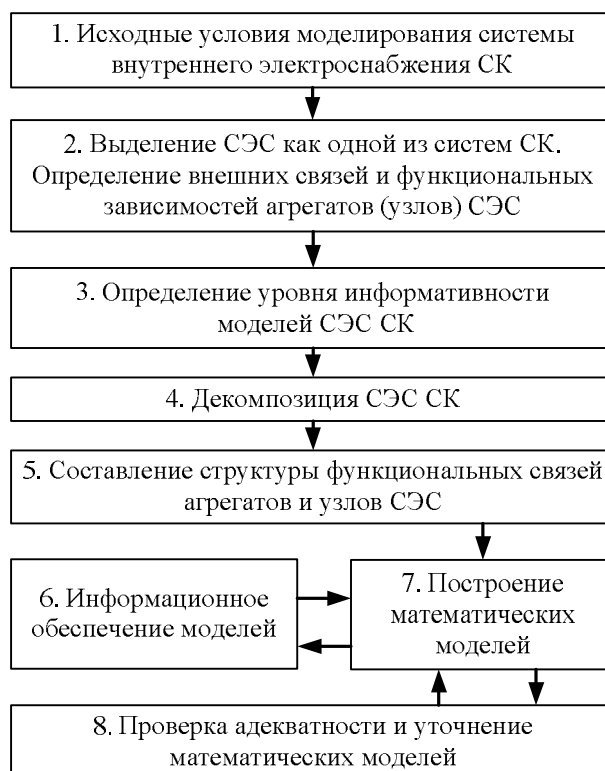 1. Исходные условия моделирования системы
внутреннего электроснабжения СК
2. Выделение СЭС как одной из систем СК.
Определение внешних связей и функциональных
зависимостей агрегатов (узлов) СЭС
3. Определение уровня информативности
моделей СЭС СК
4. Декомпозиция СЭС СК
5. Составление структуры функциональных связей
агрегатов и узлов СЭС
6. Информационное
обеспечение моделей
7. Построение
математических
моделей
8. Проверка адекватности и уточнение
математических моделей